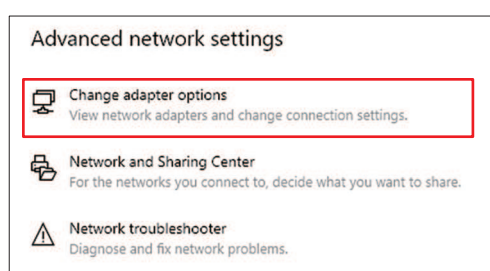 Advanced network settings
Change adapter options
View network adapters and change connection settings.
Network and Sharing Center
For the networks you connect to, decide what you want to share.
Network troubleshooter
Diagnose and fix network problems.